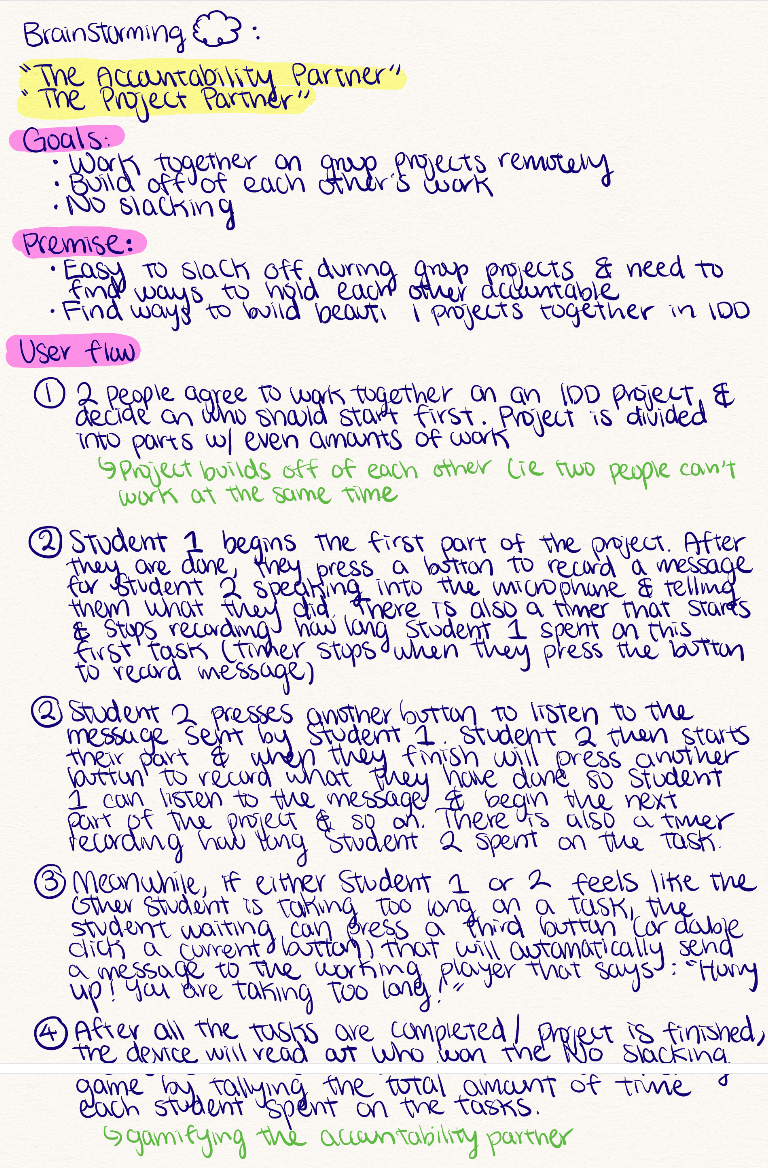 Brainstorming :
"The Accountability Partner"
"The Project Partner"
Goals:
• Work together on group projects remotely
• Build off of each other's work
• No slacking
Premise:
• Easy to slack off during group projects & need to
find ways to hold each other accountable
• Find ways to build projects together in IDD
User flow
① 2 people agree to work together on an IDD project, &
decide on who should start first. Project is divided
into parts w/ even amounts of work
↳ Project builds off of each other (ie two people can't
work at the same time
② Student 1 begins the first part of the project. After
they are done, they press a button to record a message
for Student 2 speaking into the microphone & telling
them what they did. There is also a timer that starts
& stops recording how long Student 1 spent on this
first task (timer stops when they press the button
to record message)
② Student 2 presses another button to listen to the
message sent by Student 1. Student 2 then starts
their part & when they finish will press another
button to record what they have done so Student
1 can listen to the message & begin the next
part of the project & so on. There is also a timer
recording how long Student 2 spent on the task.
③ Meanwhile, if either Student 1 or 2 feels like the
other student is taking too long on a task, the
student waiting can press a third button (or double
click a current button) that will automatically send
a message to the working player that says: "Hurry
up! You are taking too long!"
④ After all the tasks are completed / project is finished,
the device will read out who won the No Slacking
game by tallying the total amount of time
each student spent on the tasks.
↳ gamifying the accountability partner